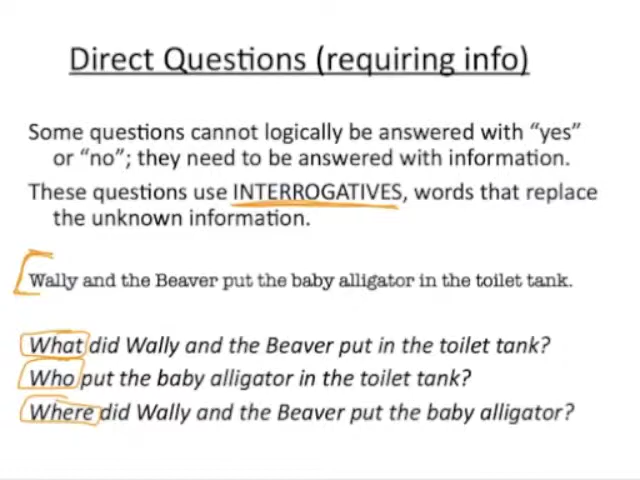 Direct Questions (requiring info)
Some questions cannot logically be answered with “yes”
or “no”; they need to be answered with information.
These questions use INTERROGATIVES, words that replace
the unknown information.
Wally and the Beaver put the baby alligator in the toilet tank.
What did Wally and the Beaver put in the toilet tank?
Who put the baby alligator in the toilet tank?
Where did Wally and the Beaver put the baby alligator?